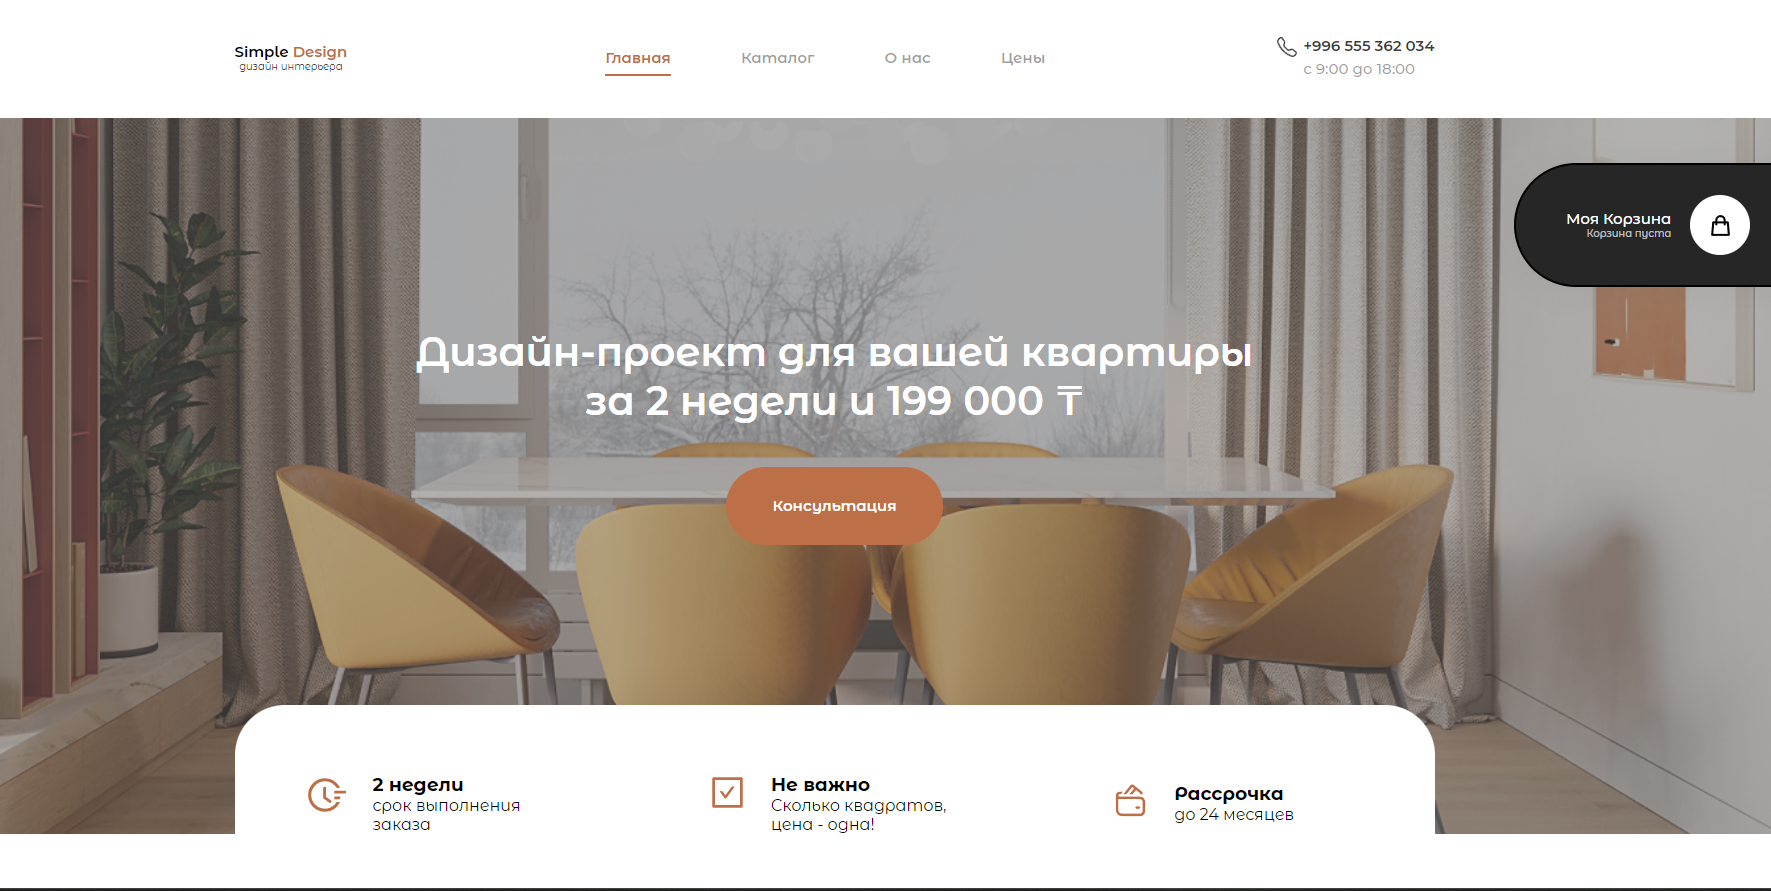 Simple Design
дизайн интерьера
Главная
Каталог
О нас
Цены
+996 555 362 034
с 9:00 до 18:00
Моя Корзина
Корзина пуста
Дизайн-проект для вашей квартиры
за 2 недели и 199 000 ₸
Консультация
2 недели
срок выполнения
заказа
Не важно
Сколько квадратов,
цена - одна!
Рассрочка
до 24 месяцев